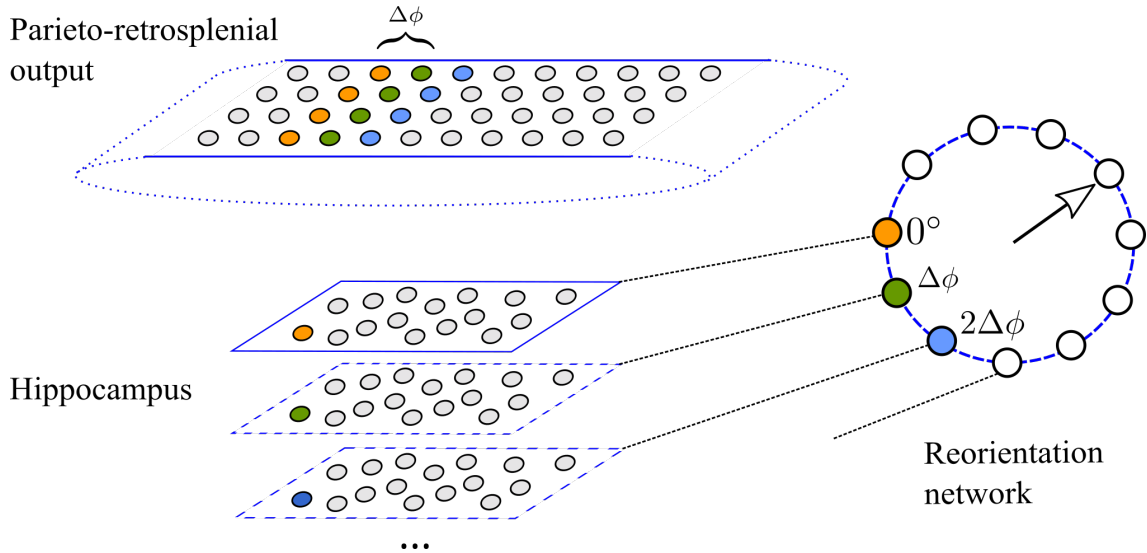 Δϕ
Parieto-retrosplenial
output
0°
Δϕ
2Δϕ
Hippocampus
Reorientation
network
...